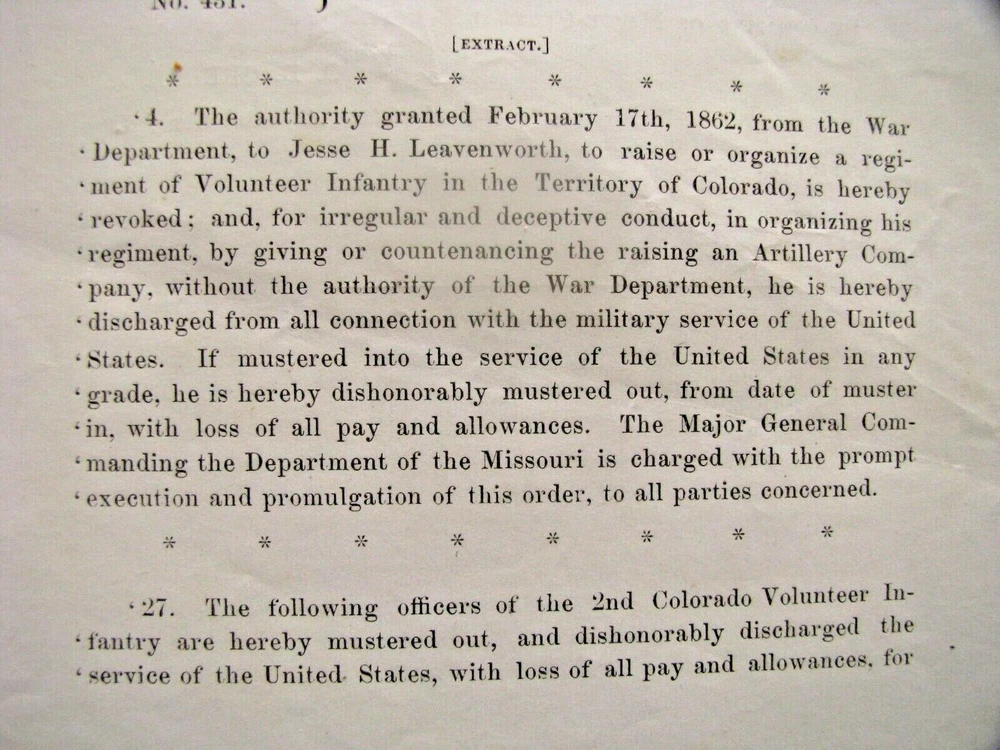 No. 431. }
[EXTRACT.]
* * * * * * * *
‘4. The authority granted February 17th, 1862, from the War
‘Department, to Jesse H. Leavenworth, to raise or organize a regi-
‘ment of Volunteer Infantry in the Territory of Colorado, is hereby
‘revoked; and, for irregular and deceptive conduct, in organizing his
‘regiment, by giving or countenancing the raising an Artillery Com-
‘pany, without the authority of the War Department, he is hereby
‘discharged from all connection with the military service of the United
‘States. If mustered into the service of the United States in any
‘grade, he is hereby dishonorably mustered out, from date of muster
‘in, with loss of all pay and allowances. The Major General Com-
‘manding the Department of the Missouri is charged with the prompt
‘execution and promulgation of this order, to all parties concerned.
* * * * * * * *
‘27. The following officers of the 2nd Colorado Volunteer In-
‘fantry are hereby mustered out, and dishonorably discharged the
‘service of the United States, with loss of all pay and allowances, for